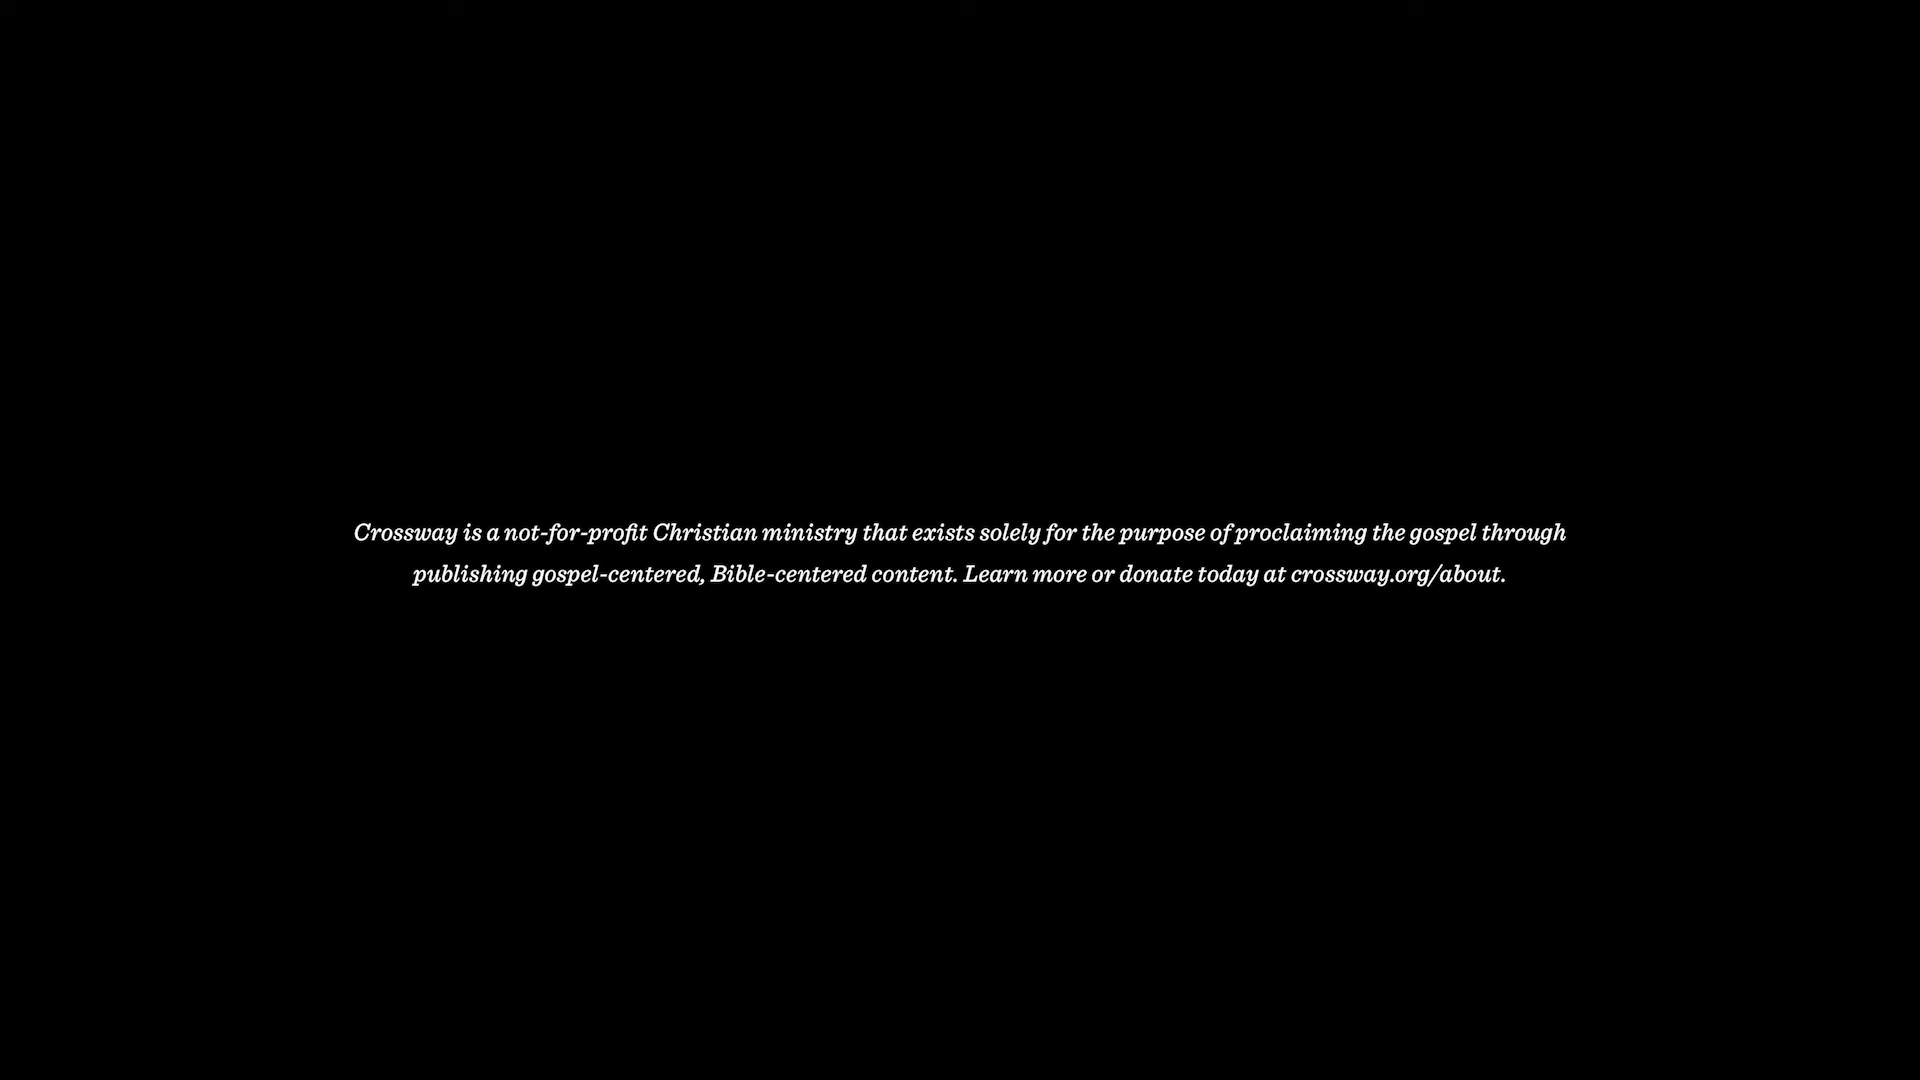 Crossway is a not-for-profit Christian ministry that exists solely for the purpose of proclaiming the gospel through
publishing gospel-centered, Bible-centered content. Learn more or donate today at crossway.org/about.